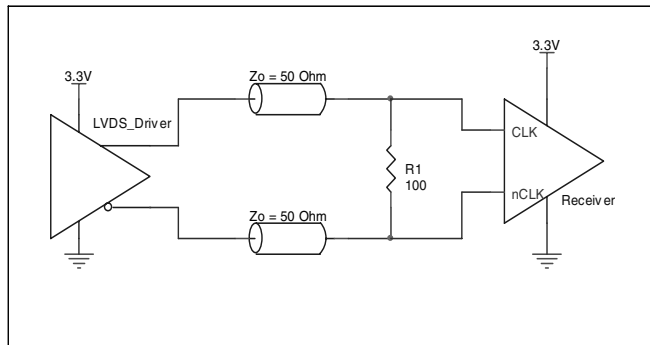 3.3V
LVDS_Driver
Zo = 50 Ohm
Zo = 50 Ohm
R1
100
3.3V
CLK
nCLK
Receiver